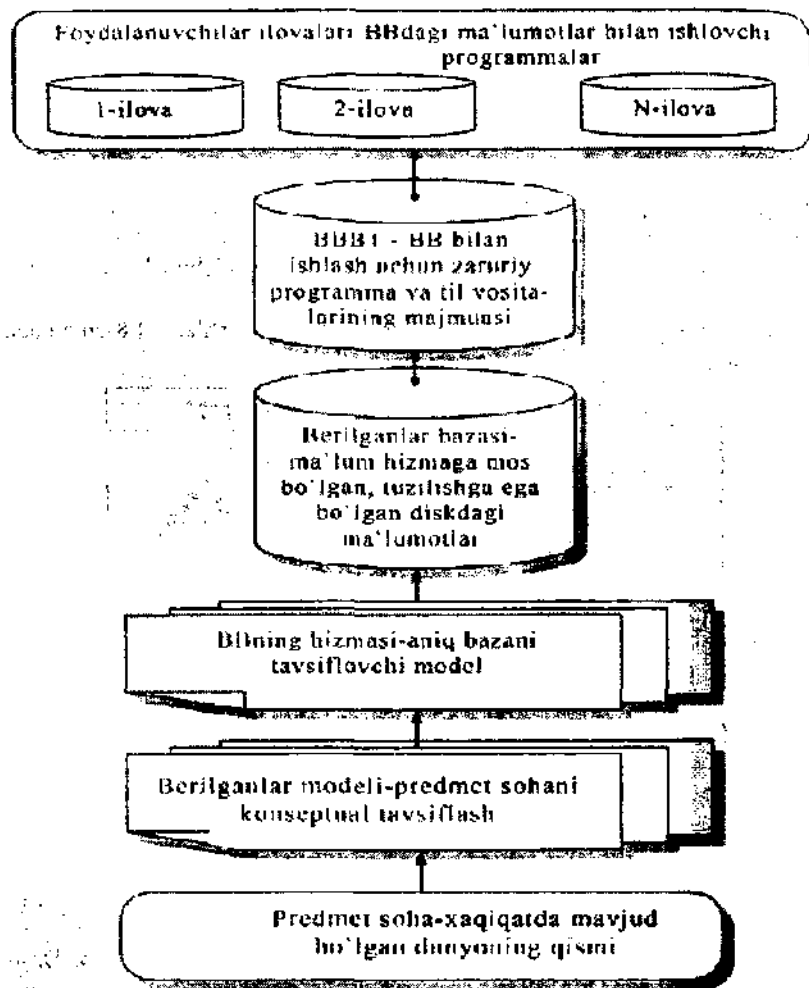 Foydalanuvchilar ilovalari BBdagi ma`lumotlar bilan ishlovchi
programmalar
1-ilova
2-ilova
N-ilova
BBBT - BB bilan
ishlash uchun zaruriy
programma va til vosita-
larining majmuasi
Berilganlar bazasi-
ma`lum hizmaga mos
bo`lgan, tuzilishga ega
bo`lgan diskdagi
ma`lumotlar
BBning hizmasi-aniq bazani
tavsiflovchi model
Berilganlar modeli-predmet sohani
konseptual tavsiflash
Predmet soha-xaqiqatda mavjud
bo`lgan dunyoning qismi